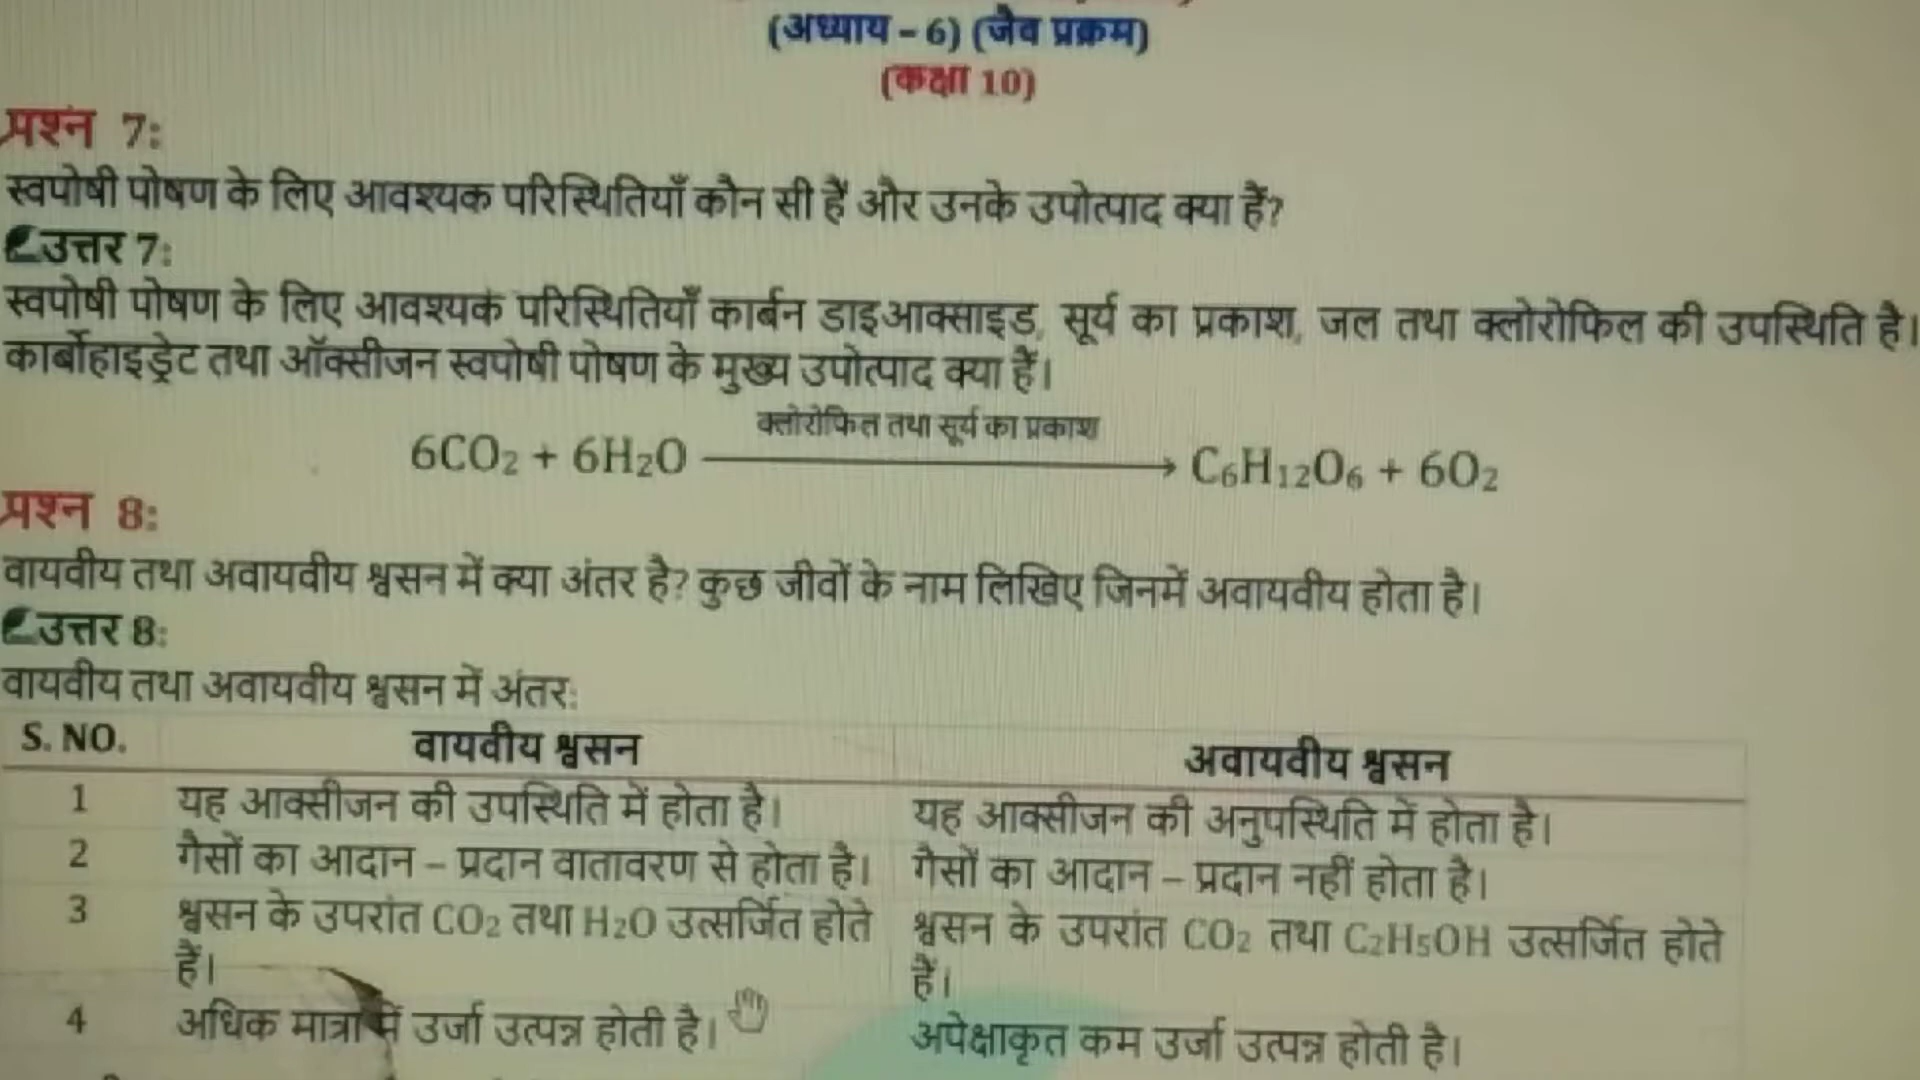 (अध्याय – 6) (जैव प्रक्रम)
(कक्षा 10)
प्रश्न 7:
स्वपोषी पोषण के लिए आवश्यक परिस्थितियाँ कौन सी हैं और उनके उपोत्पाद क्या हैं?
उत्तर 7:
स्वपोषी पोषण के लिए आवश्यक परिस्थितियाँ कार्बन डाइआक्साइड, सूर्य का प्रकाश, जल तथा क्लोरोफिल की उपस्थिति है।
कार्बोहाइड्रेट तथा ऑक्सीजन स्वपोषी पोषण के मुख्य उपोत्पाद क्या हैं।
क्लोरोफिल तथा सूर्य का प्रकाश
6CO₂ + 6H₂O ⟶ C₆H₁₂O₆ + 6O₂
प्रश्न 8:
वायवीय तथा अवायवीय श्वसन में क्या अंतर है? कुछ जीवों के नाम लिखिए जिनमें अवायवीय होता है।
उत्तर 8:
वायवीय तथा अवायवीय श्वसन में अंतर:
S. NO. वायवीय श्वसन अवायवीय श्वसन
1 यह आक्सीजन की उपस्थिति में होता है। यह आक्सीजन की अनुपस्थिति में होता है।
2 गैसों का आदान – प्रदान वातावरण से होता है। गैसों का आदान – प्रदान नहीं होता है।
3 श्वसन के उपरांत CO₂ तथा H₂O उत्सर्जित होते श्वसन के उपरांत CO₂ तथा C₂H₅OH उत्सर्जित होते
हैं। हैं।
4 अधिक मात्रा में उर्जा उत्पन्न होती है। अपेक्षाकृत कम उर्जा उत्पन्न होती है।